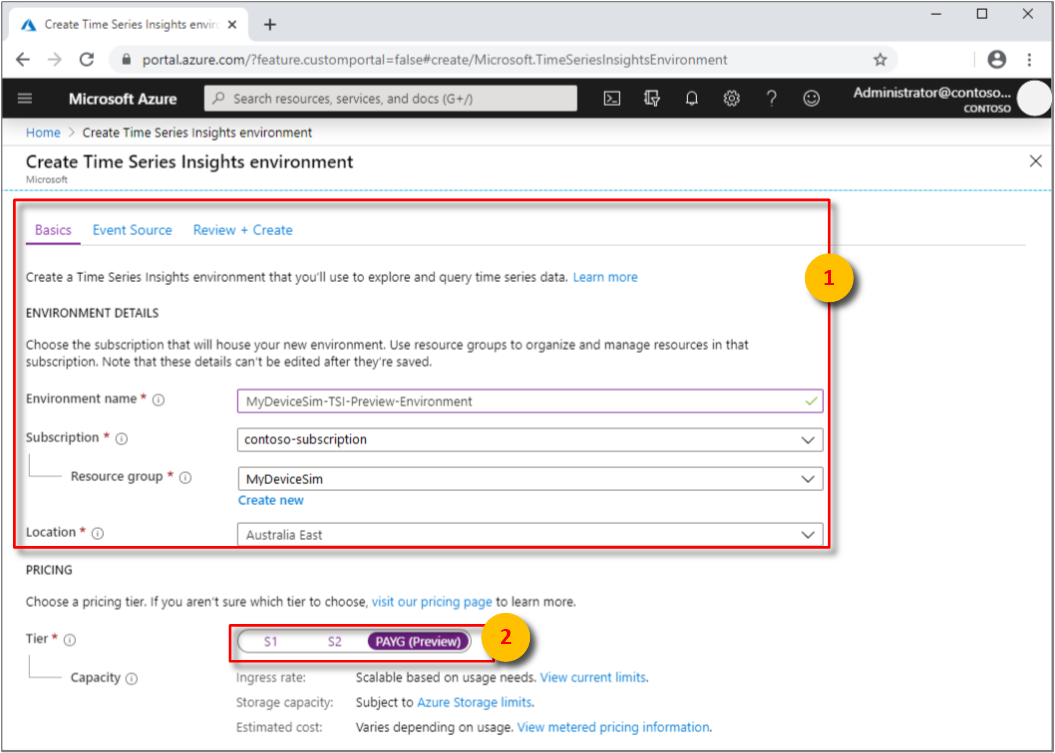 Create Time Series Insights envir
portal.azure.com/?feature.customportal=false#create/Microsoft.TimeSeriesInsightsEnvironment
Microsoft Azure
Search resources, services, and docs (G+/)
Administrator@contoso...
CONTOSO
Home > Create Time Series Insights environment
Create Time Series Insights environment
Microsoft
Basics Event Source Review + Create
1
Create a Time Series Insights environment that you'll use to explore and query time series data. Learn more
ENVIRONMENT DETAILS
Choose the subscription that will house your new environment. Use resource groups to organize and manage resources in that
subscription. Note that these details can't be edited after they're saved.
Environment name * MyDeviceSim-TSI-Preview-Environment
Subscription * contoso-subscription
Resource group * MyDeviceSim
Create new
Location * Australia East
PRICING
Choose a pricing tier. If you aren't sure which tier to choose, visit our pricing page to learn more.
Tier * S1 S2 PAYG (Preview) 2
Capacity Ingress rate: Scalable based on usage needs. View current limits.
Storage capacity: Subject to Azure Storage limits.
Estimated cost: Varies depending on usage. View metered pricing information.